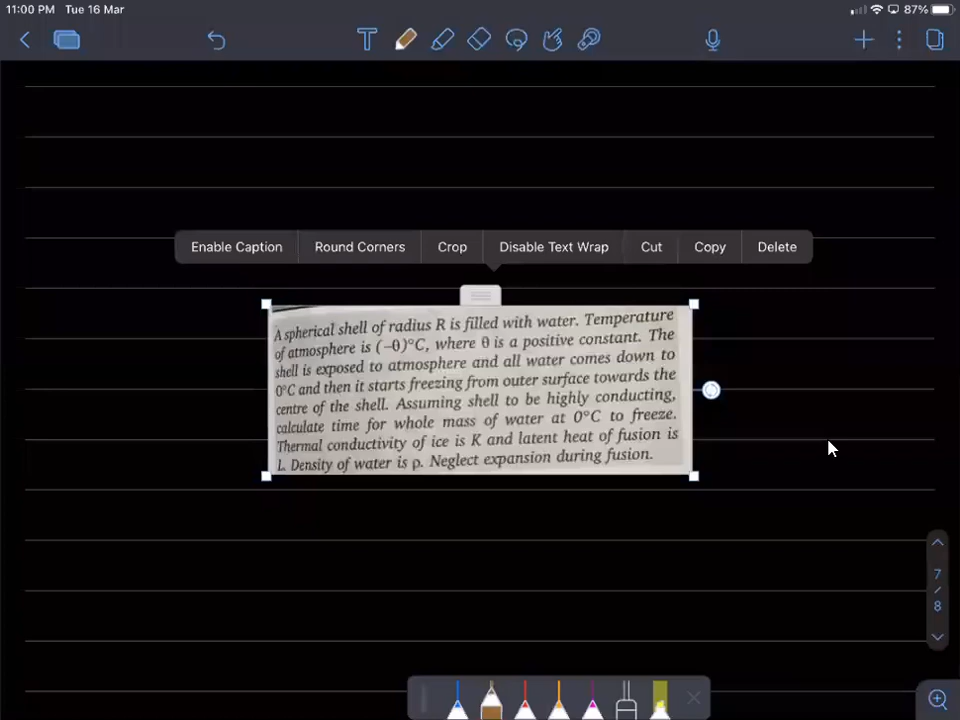 11:00 PM Tue 16 Mar
87%
Enable Caption Round Corners Crop Disable Text Wrap Cut Copy Delete
A spherical shell of radius R is filled with water. Temperature
of atmosphere is (−θ)°C, where θ is a positive constant. The
shell is exposed to atmosphere and all water comes down to
0°C and then it starts freezing from outer surface towards the
centre of the shell. Assuming shell to be highly conducting,
calculate time for whole mass of water at 0°C to freeze.
Thermal conductivity of ice is K and latent heat of fusion is
L. Density of water is ρ. Neglect expansion during fusion.
7
/
8